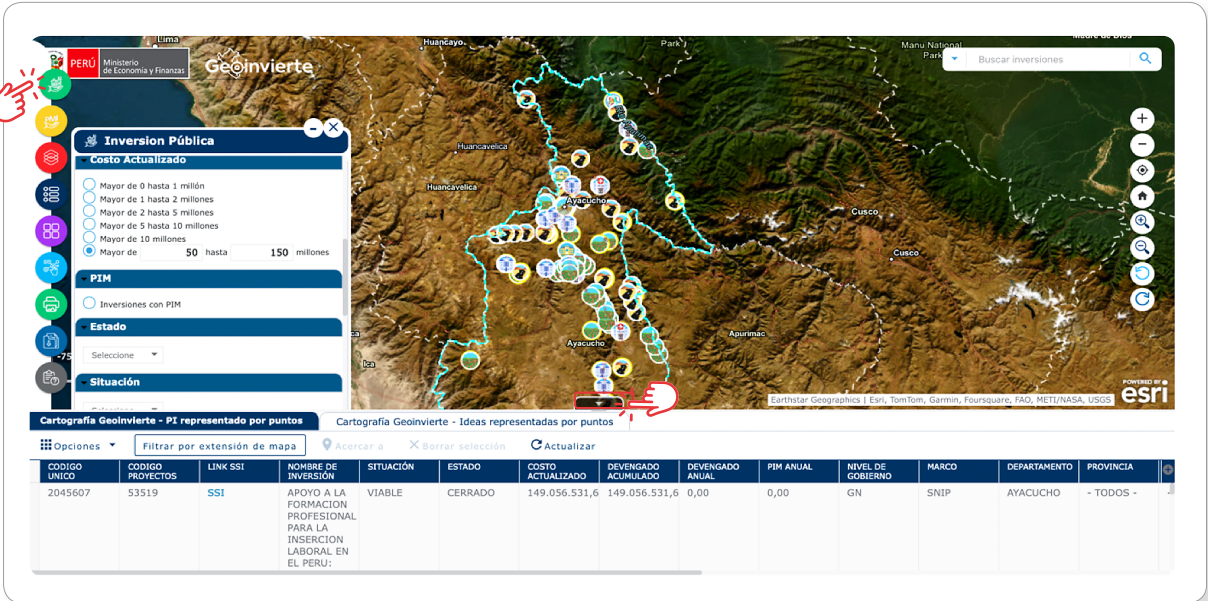 Lima
Huancayo
Park
Manu National
Park
PERÚ
Ministerio
de Economía y Finanzas
Geoinvierte
Buscar inversiones
Inversion Pública
Costo Actualizado
Mayor de 0 hasta 1 millón
Mayor de 1 hasta 2 millones
Mayor de 2 hasta 5 millones
Mayor de 5 hasta 10 millones
Mayor de 10 millones
Mayor de 50 hasta 150 millones
PIM
Inversiones con PIM
Estado
Seleccione
Situación
Huancavelica
Huancavelica
Ayacucho
Cusco
Cusco
Apurimac
Ayacucho
Ica
-75
PMI
POWERED BY
esri
Earthstar Geographics | Esri, TomTom, Garmin, Foursquare, FAO, METI/NASA, USGS
Cartografía Geoinvierte - PI representado por puntos Cartografía Geoinvierte - Ideas representadas por puntos
Opciones Filtrar por extensión de mapa Acercar a Borrar selección Actualizar
CODIGO UNICO
CODIGO PROYECTOS
LINK SSI
NOMBRE DE INVERSIÓN
SITUACIÓN
ESTADO
COSTO ACTUALIZADO
DEVENGADO ACUMULADO
DEVENGADO ANUAL
PIM ANUAL
NIVEL DE GOBIERNO
MARCO
DEPARTAMENTO
PROVINCIA
2045607 53519 SSI APOYO A LA VIABLE CERRADO 149.056.531,6 149.056.531,6 0,00 0,00 GN SNIP AYACUCHO - TODOS -
FORMACION
PROFESIONAL
PARA LA
INSERCION
LABORAL EN
EL PERU: